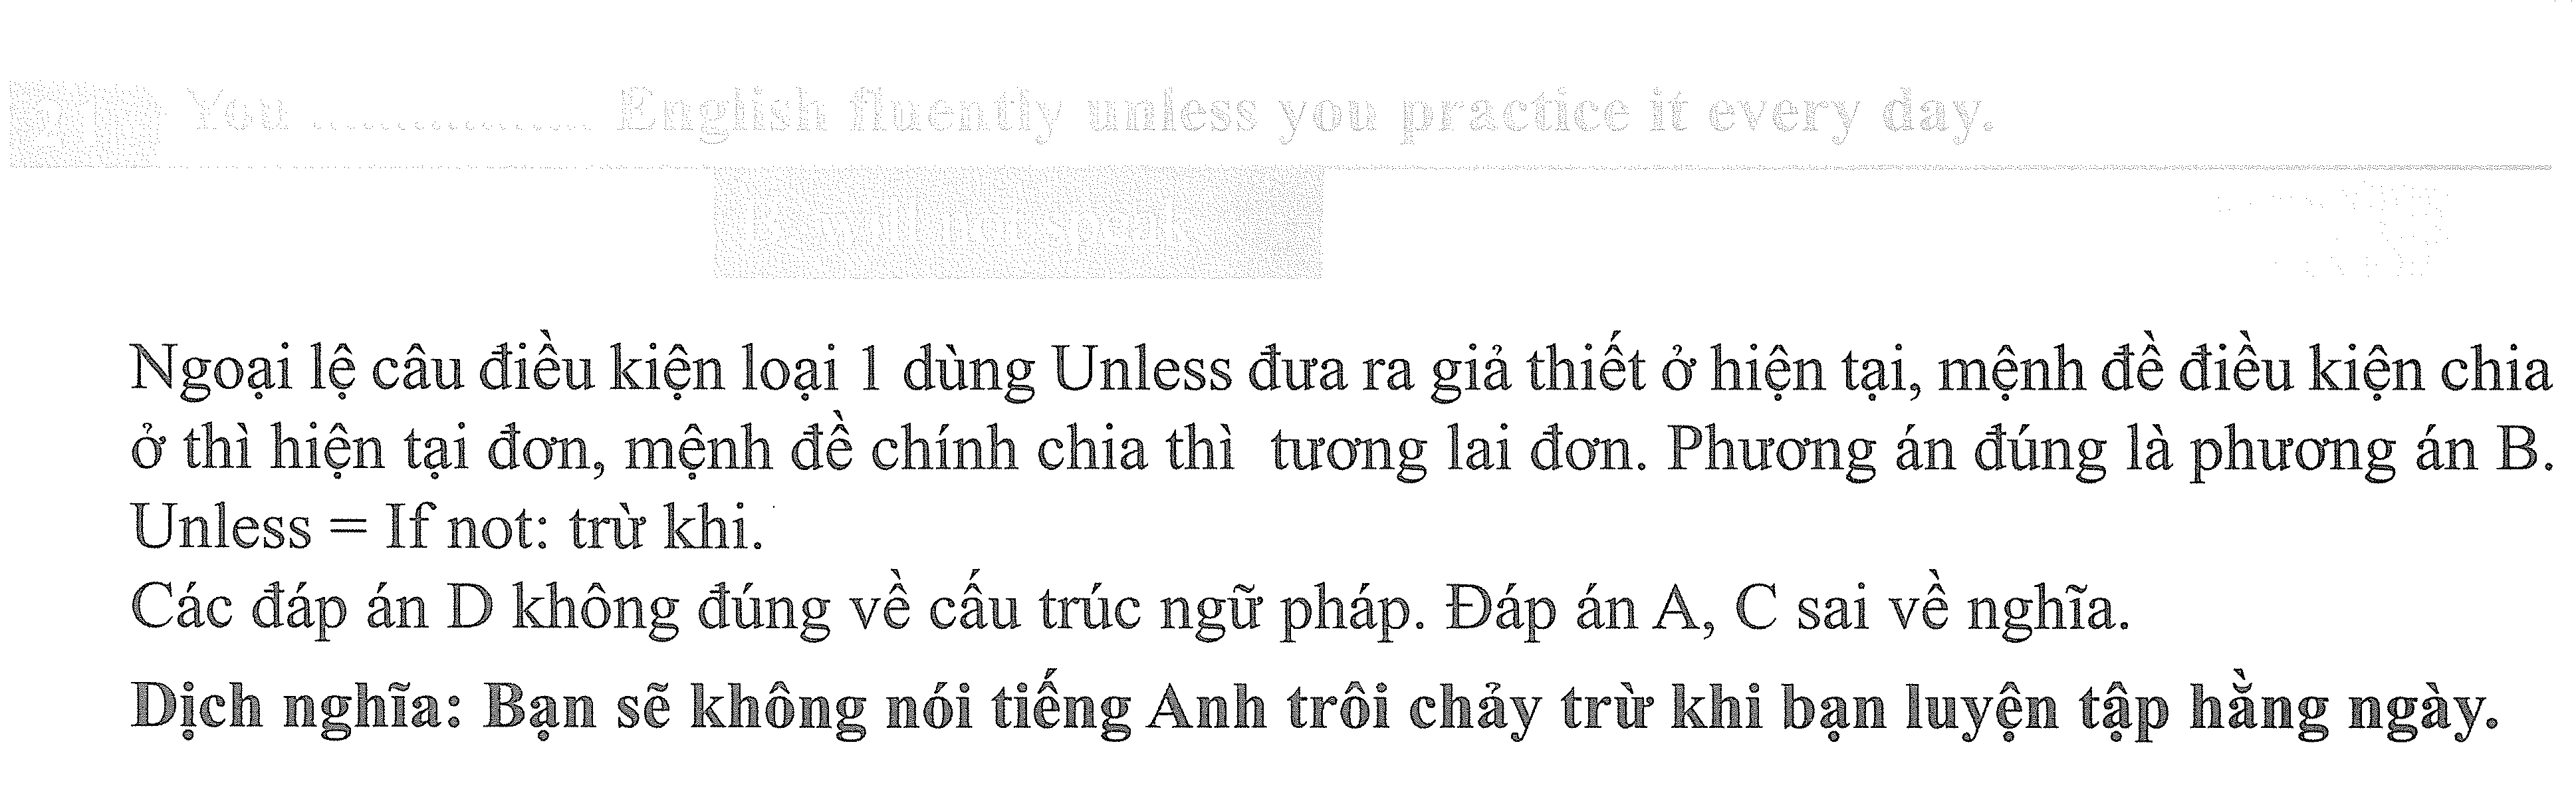 21 You .................. English fluently unless you practice it every day.
B. will not speak
Ngoại lệ câu điều kiện loại 1 dùng Unless đưa ra giả thiết ở hiện tại, mệnh đề điều kiện chia
ở thì hiện tại đơn, mệnh đề chính chia thì tương lai đơn. Phương án đúng là phương án B.
Unless = If not: trừ khi.
Các đáp án D không đúng về cấu trúc ngữ pháp. Đáp án A, C sai về nghĩa.
Dịch nghĩa: Bạn sẽ không nói tiếng Anh trôi chảy trừ khi bạn luyện tập hằng ngày.